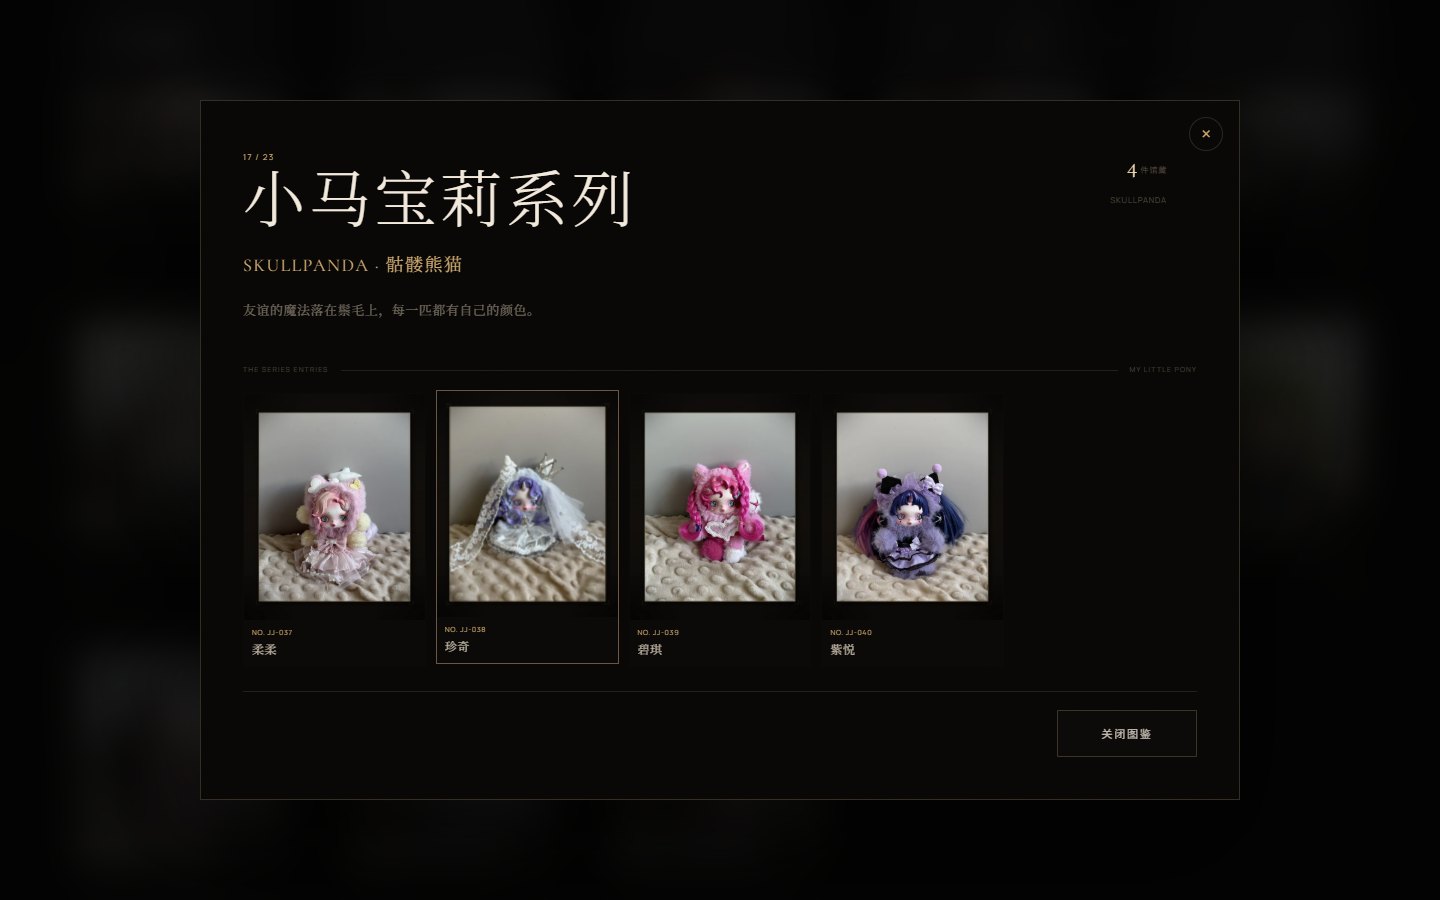 17 / 23
小马宝莉系列
4 件馆藏
SKULLPANDA
SKULLPANDA · 骷髅熊猫
友谊的魔法落在鬃毛上，每一匹都有自己的颜色。
THE SERIES ENTRIES
MY LITTLE PONY
NO. JJ-037
柔柔
NO. JJ-038
珍奇
NO. JJ-039
碧琪
NO. JJ-040
紫悦
关闭图鉴